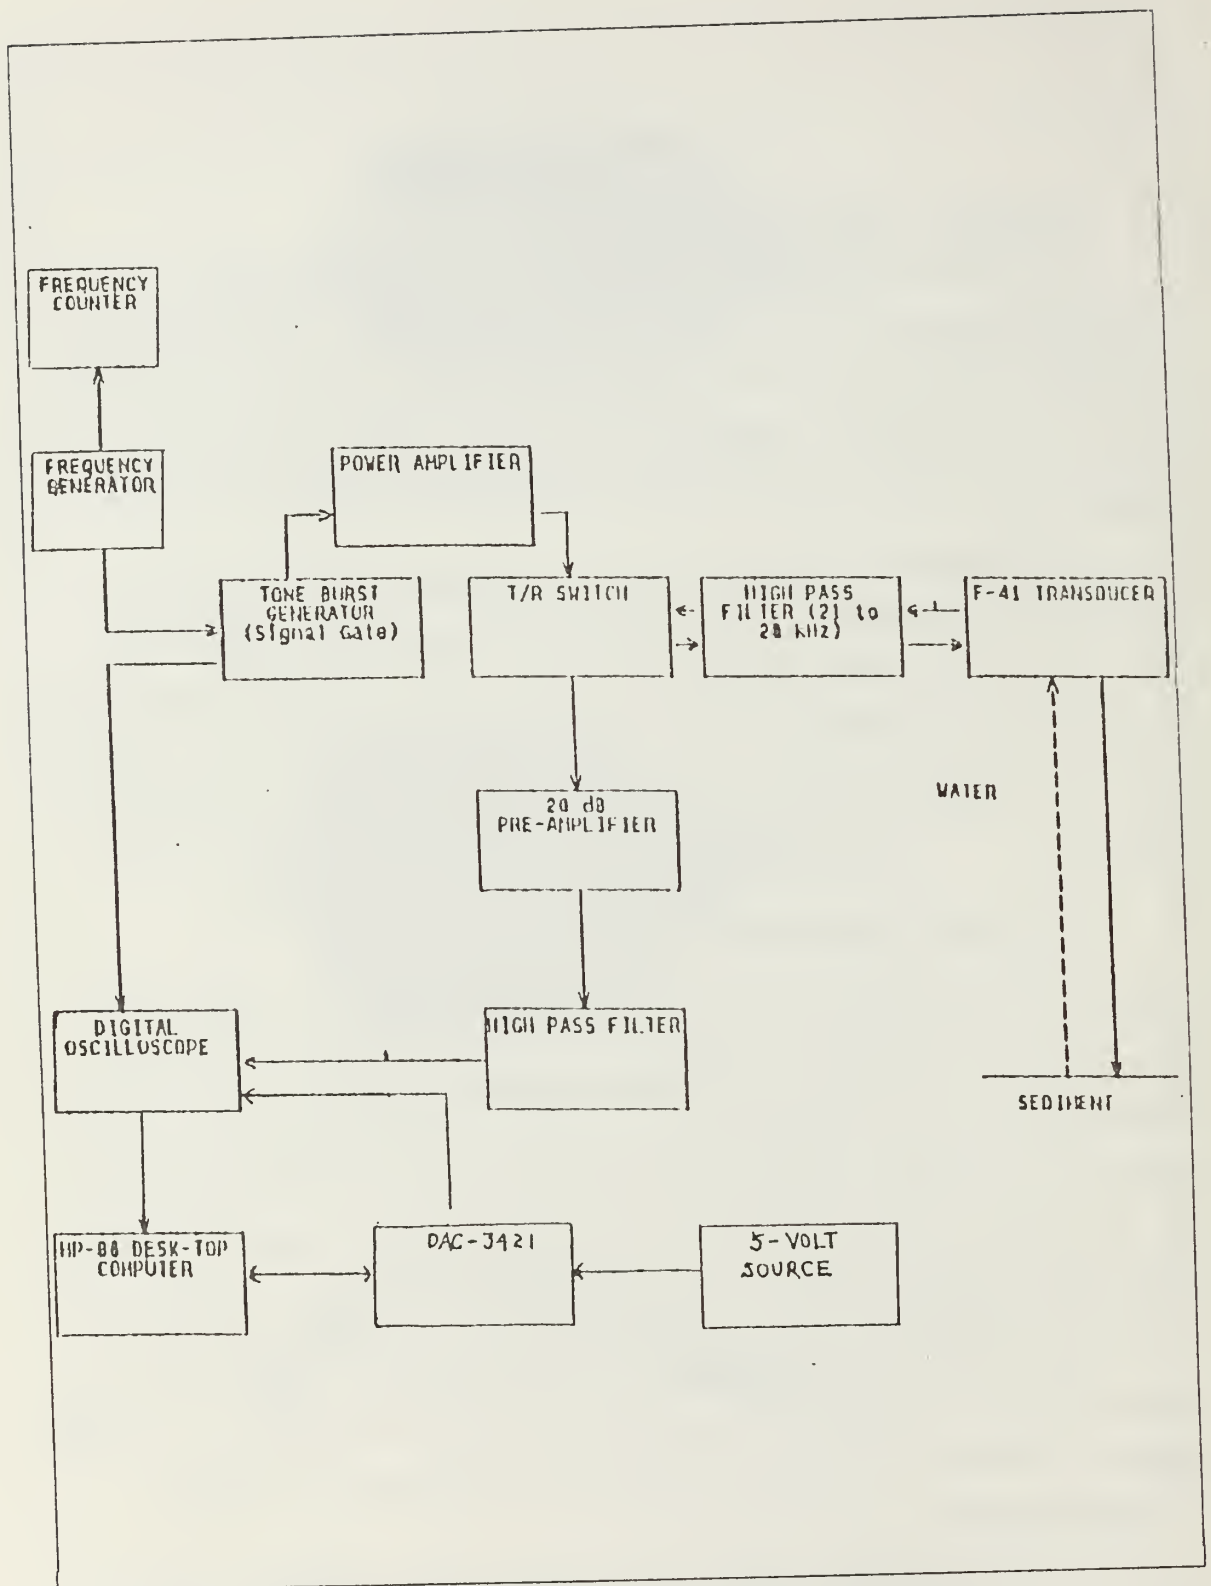 FREQUENCY
COUNTER
FREQUENCY
GENERATOR
POWER AMPLIFIER
TONE BURST
GENERATOR
(Signal Gate)
T/R SWITCH
HIGH PASS
FILTER (21 to
28 kHz)
F-41 TRANSDUCER
20 dB
PRE-AMPLIFIER
WATER
DIGITAL
OSCILLOSCOPE
HIGH PASS FILTER
SEDIMENT
DESK-TOP
COMPUTER
DAC-3421
5-VOLT
SOURCE